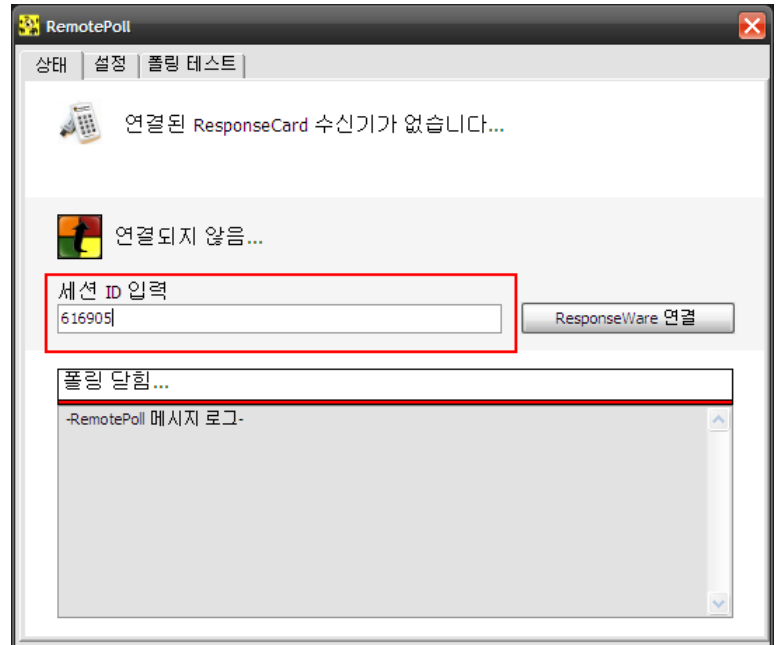 RemotePoll
상태 설정 폴링 테스트
연결된 ResponseCard 수신기가 없습니다...
연결되지 않음...
세션 ID 입력
616905
ResponseWare 연결
폴링 닫힘...
-RemotePoll 메시지 로그-